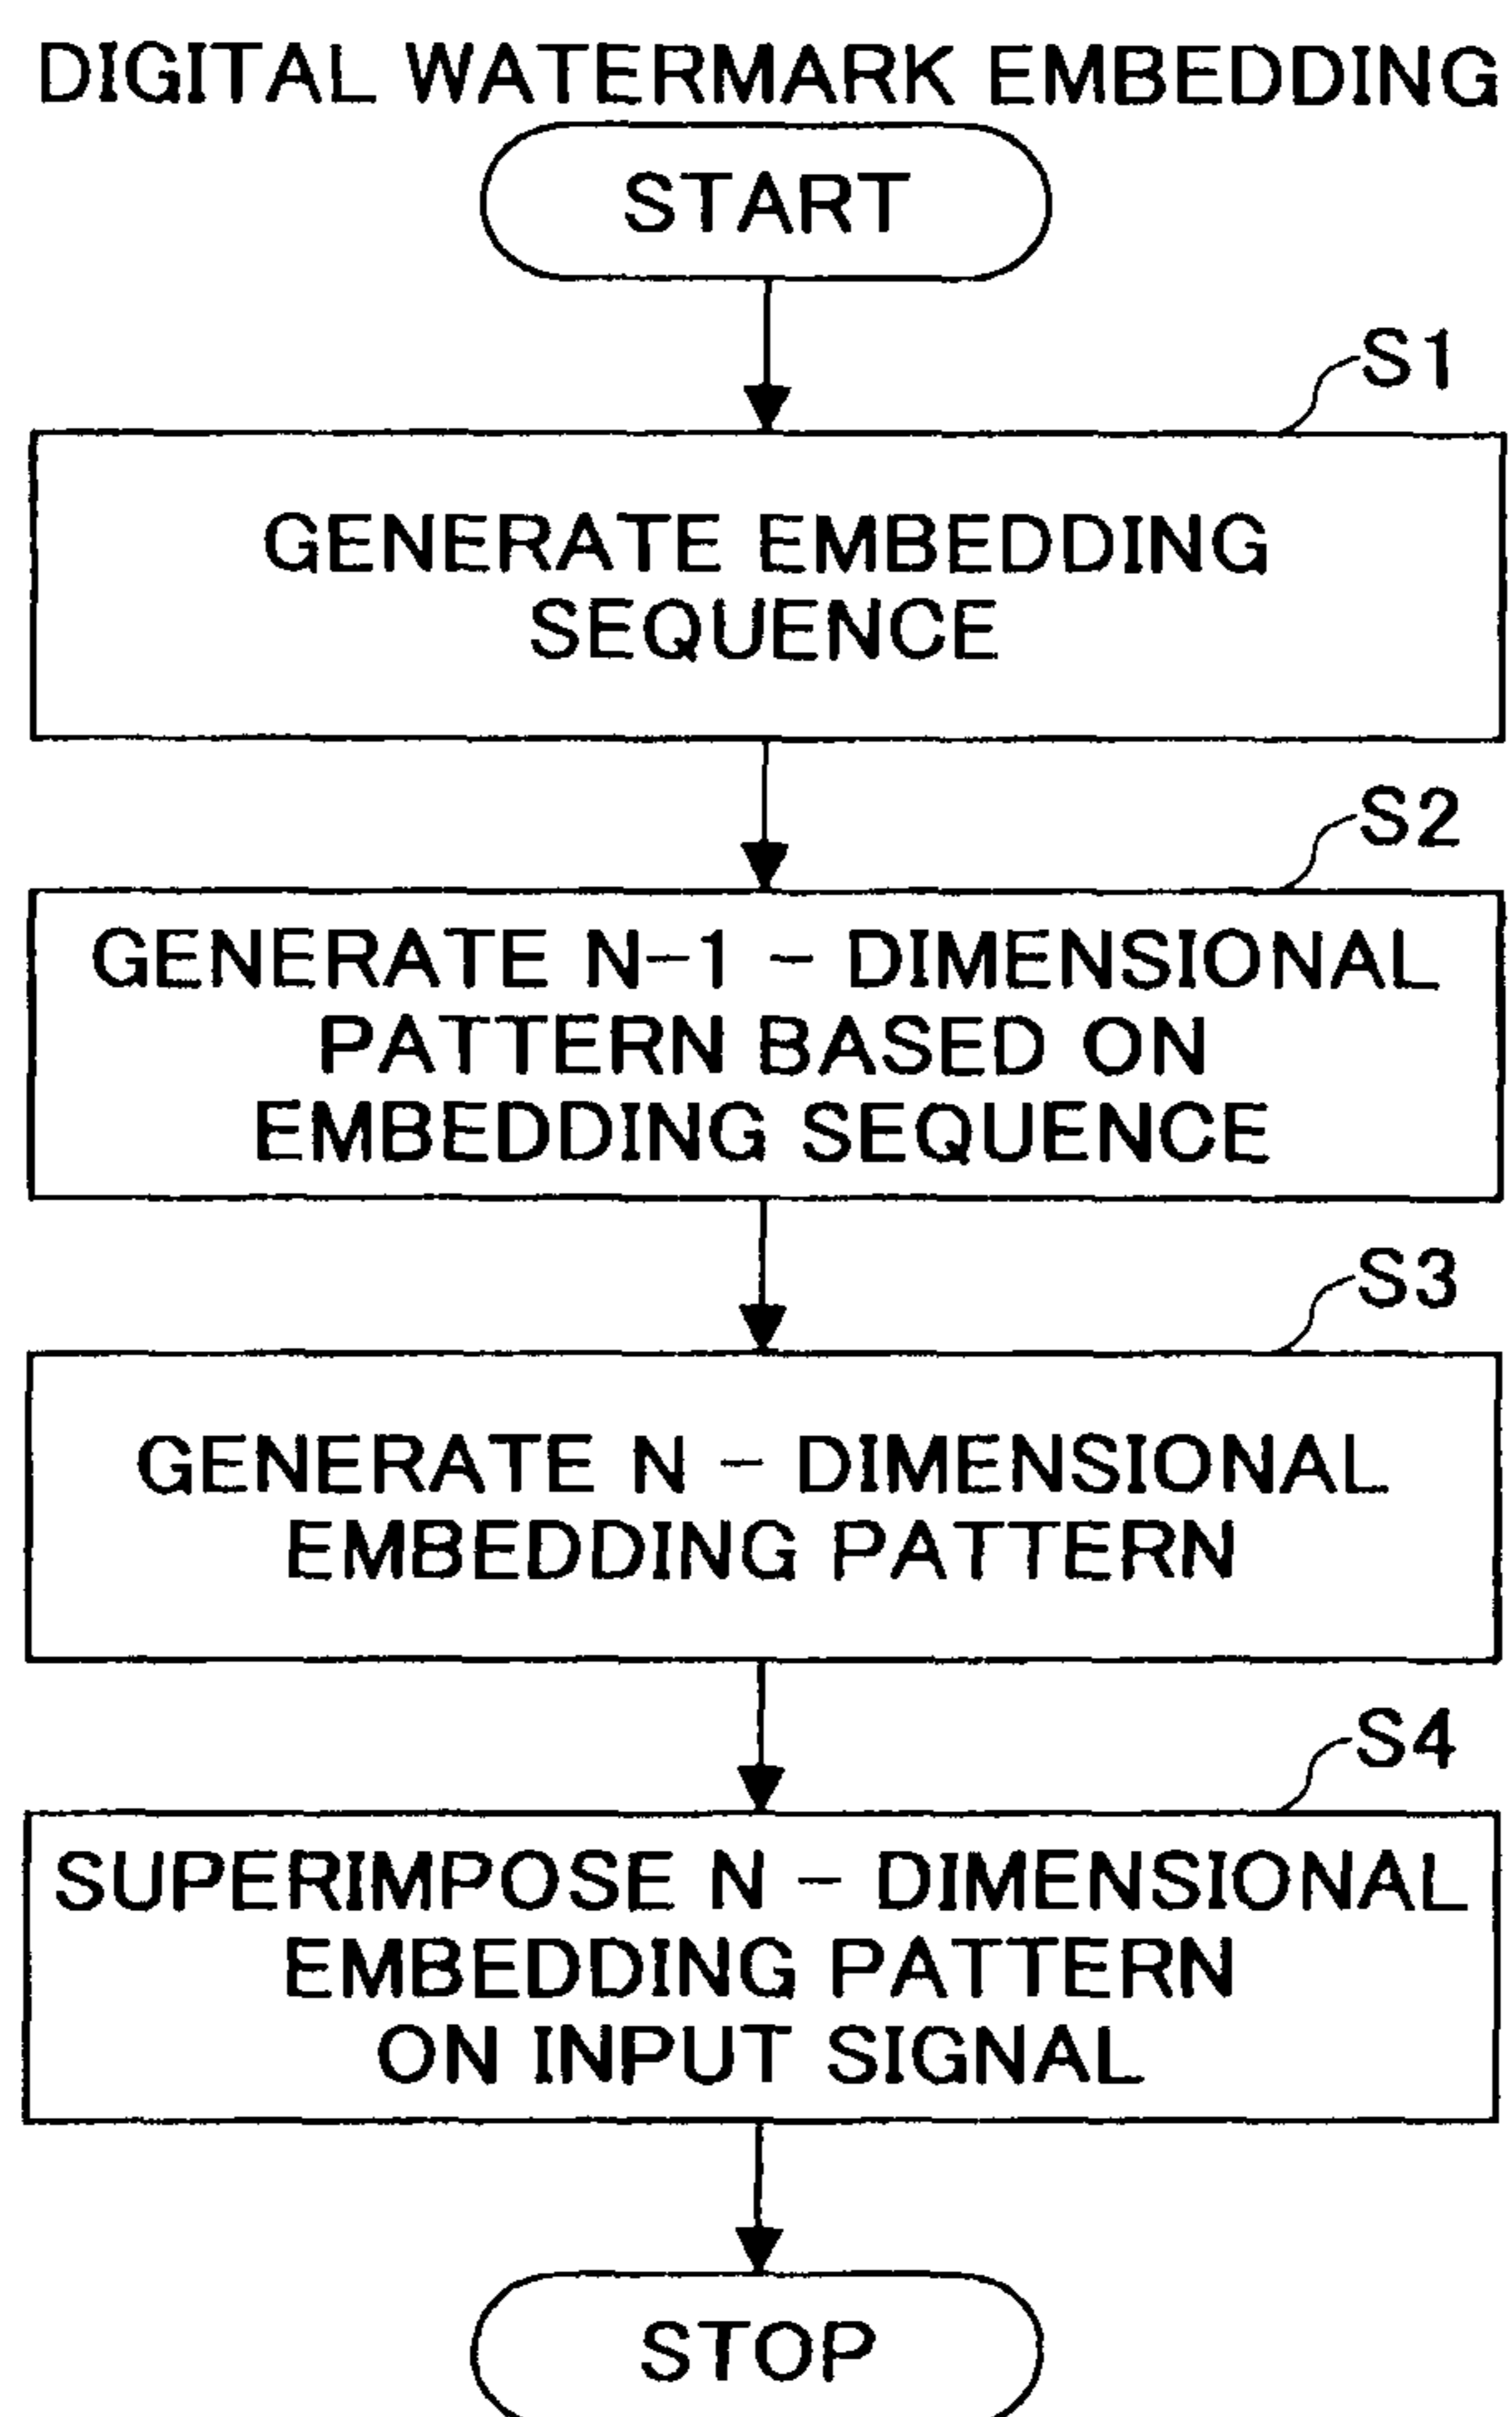 DIGITAL WATERMARK EMBEDDING
START
S1
GENERATE EMBEDDING
SEQUENCE
S2
GENERATE N-1 - DIMENSIONAL
PATTERN BASED ON
EMBEDDING SEQUENCE
S3
GENERATE N - DIMENSIONAL
EMBEDDING PATTERN
S4
SUPERIMPOSE N - DIMENSIONAL
EMBEDDING PATTERN
ON INPUT SIGNAL
STOP